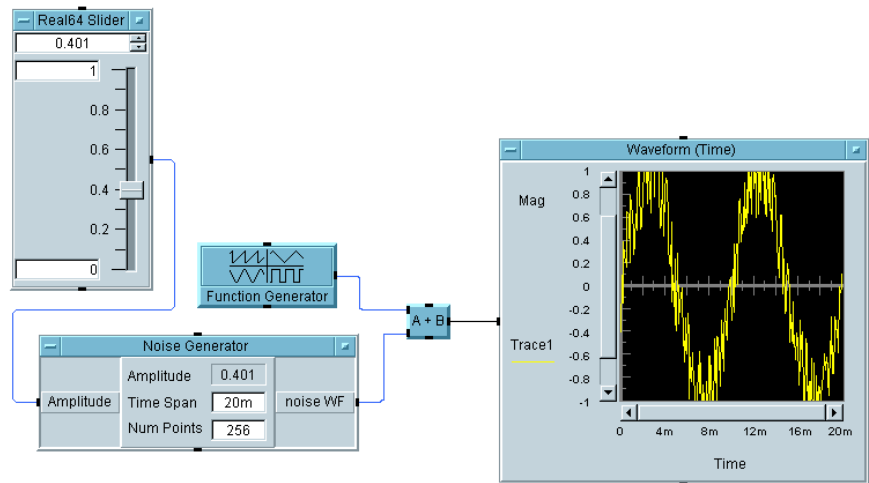 Real64 Slider
0.401
1
0.8
0.6
0.4
0.2
0
Function Generator
A + B
Noise Generator
Amplitude
Amplitude 0.401
Time Span 20m
Num Points 256
noise WF
Waveform (Time)
Mag
Trace1
1
0.8
0.6
0.4
0.2
0
-0.2
-0.4
-0.6
-0.8
-1
0 4m 8m 12m 16m 20m
Time